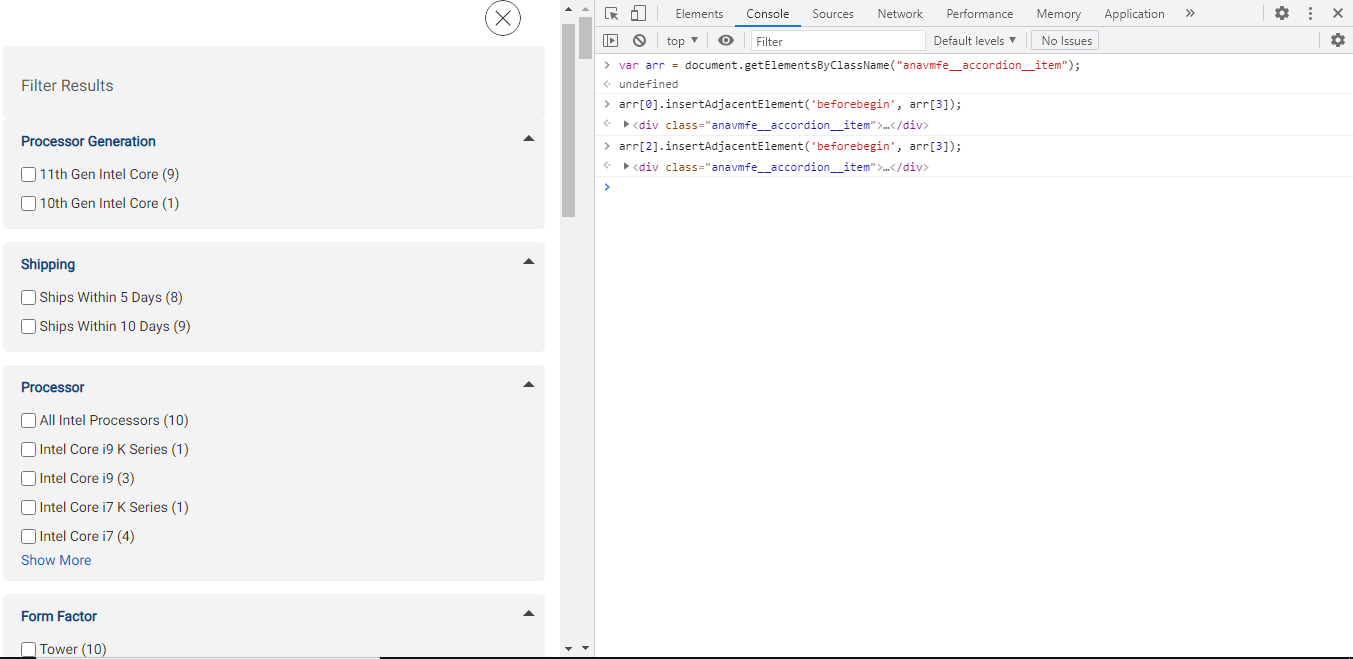 Filter Results
Processor Generation
11th Gen Intel Core (9)
10th Gen Intel Core (1)
Shipping
Ships Within 5 Days (8)
Ships Within 10 Days (9)
Processor
All Intel Processors (10)
Intel Core i9 K Series (1)
Intel Core i9 (3)
Intel Core i7 K Series (1)
Intel Core i7 (4)
Show More
Form Factor
Tower (10)
Elements Console Sources Network Performance Memory Application »
top ▼ Filter Default levels ▼ No Issues
> var arr = document.getElementsByClassName("anavmfe__accordion__item");
undefined
> arr[0].insertAdjacentElement('beforebegin', arr[3]);
▶<div class="anavmfe__accordion__item">…</div>
> arr[2].insertAdjacentElement('beforebegin', arr[3]);
▶<div class="anavmfe__accordion__item">…</div>
>